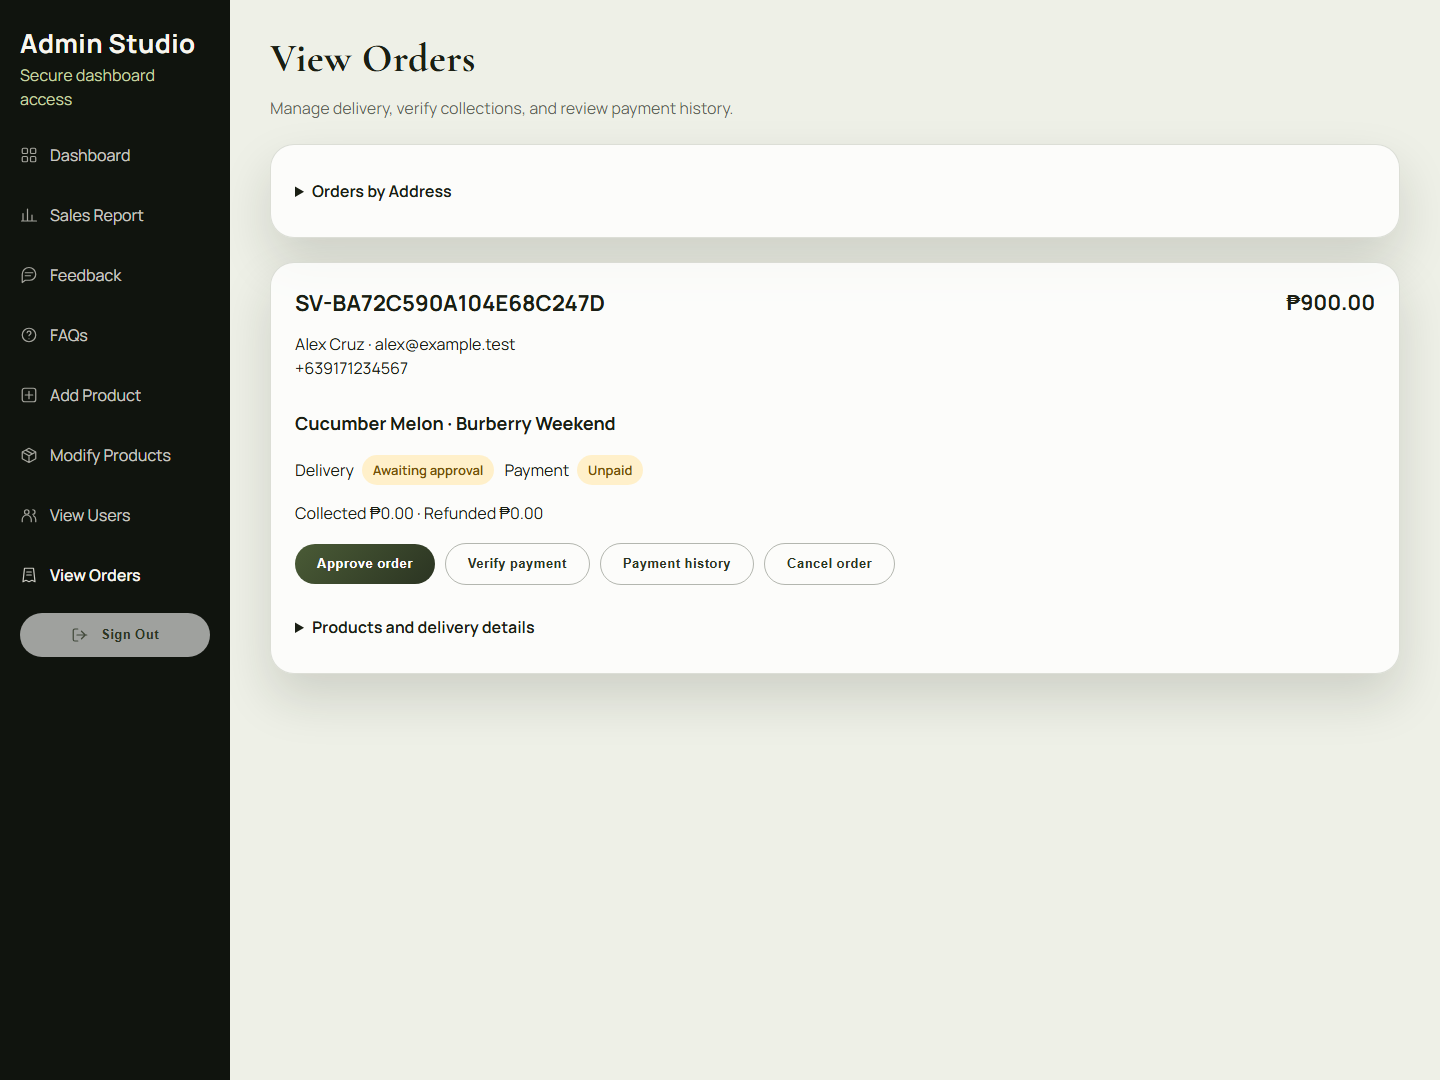 Admin Studio
Secure dashboard
access
Dashboard
Sales Report
Feedback
FAQs
Add Product
Modify Products
View Users
View Orders
Sign Out
View Orders
Manage delivery, verify collections, and review payment history.
Orders by Address
SV-BA72C590A104E68C247D
₱900.00
Alex Cruz · alex@example.test
+639171234567
Cucumber Melon · Burberry Weekend
Delivery Awaiting approval Payment Unpaid
Collected ₱0.00 · Refunded ₱0.00
Approve order Verify payment Payment history Cancel order
Products and delivery details